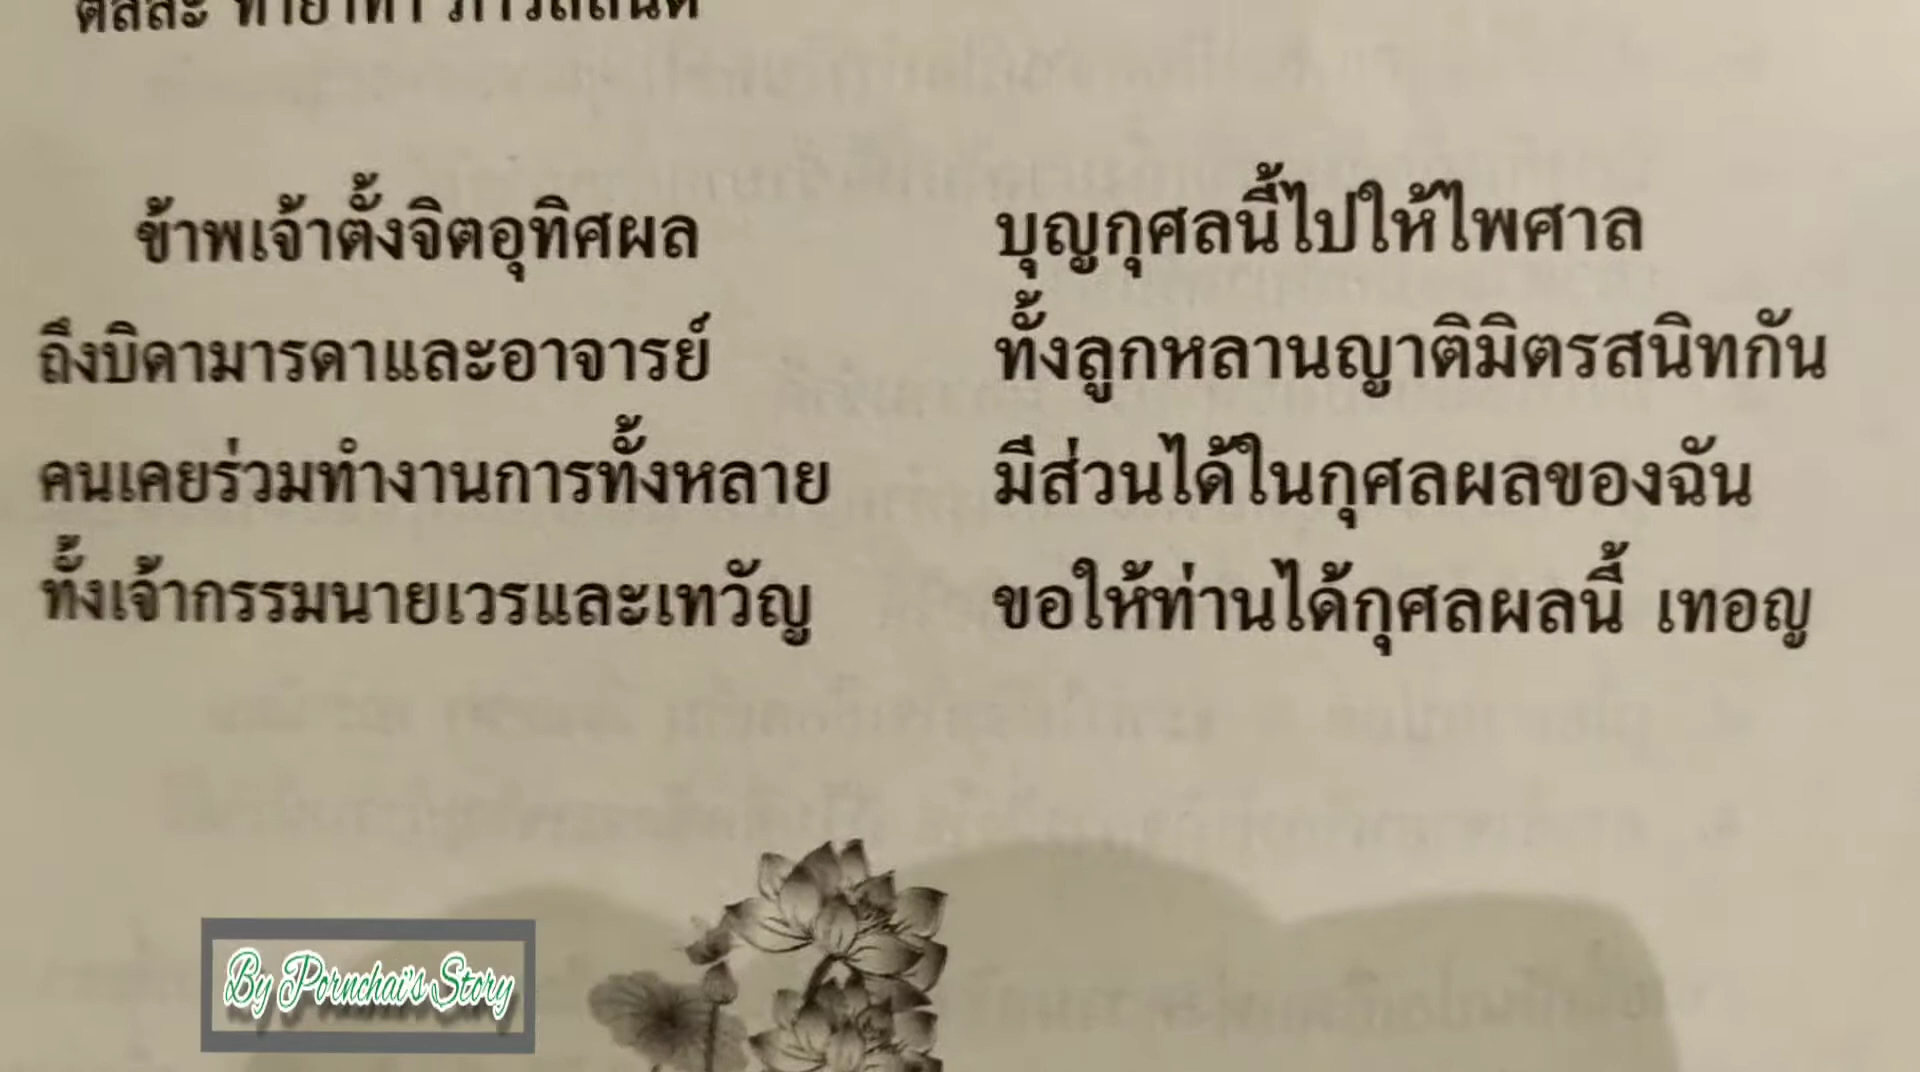 ข้าพเจ้าตั้งจิตอุทิศผล บุญกุศลนี้ไปให้ไพศาล
ถึงบิดามารดาและอาจารย์ ทั้งลูกหลานญาติมิตรสนิทกัน
คนเคยร่วมทำงานการทั้งหลาย มีส่วนได้ในกุศลผลของฉัน
ทั้งเจ้ากรรมนายเวรและเทวัญ ขอให้ท่านได้กุศลผลนี้ เทอญ
By Pornchai's Story